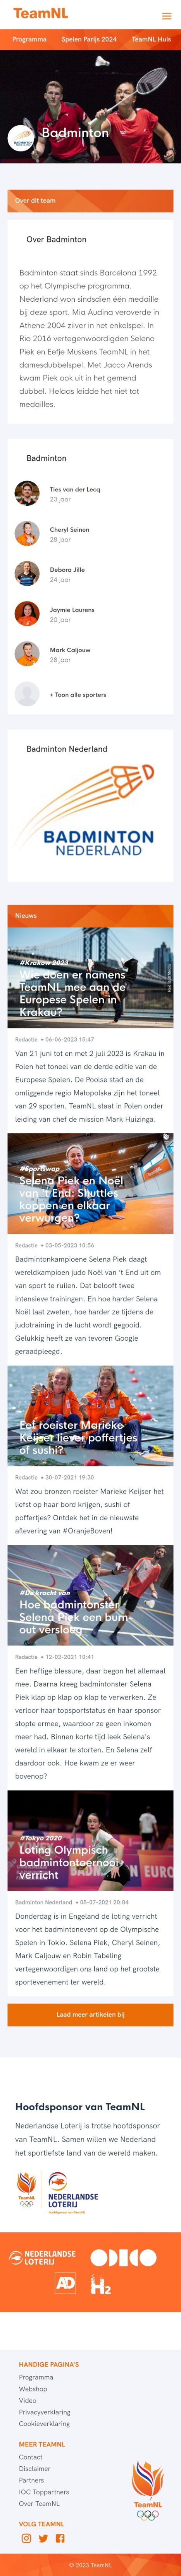 TeamNL
Programma Spelen Parijs 2024 TeamNL Huis
Badminton
Over dit team
Over Badminton
Badminton staat sinds Barcelona 1992
op het Olympische programma.
Nederland won sindsdien één medaille
bij deze sport. Mia Audina veroverde in
Athene 2004 zilver in het enkelspel. In
Rio 2016 vertegenwoordigden Selena
Piek en Eefje Muskens TeamNL in het
damesdubbelspel. Met Jacco Arends
kwam Piek ook uit in het gemend
dubbel. Helaas leidde het niet tot
medailles.
Badminton
Ties van der Lecq
23 jaar
Cheryl Seinen
28 jaar
Debora Jille
24 jaar
Jaymie Laurens
20 jaar
Mark Caljouw
28 jaar
+ Toon alle sporters
Badminton Nederland
BADMINTON
NEDERLAND
Nieuws
#Krakow 2023
Wie doen er namens
TeamNL mee aan de
Europese Spelen in
Krakau?
Redactie • 06-06-2023 15:47
Van 21 juni tot en met 2 juli 2023 is Krakau in
Polen het toneel van de derde editie van de
Europese Spelen. De Poolse stad en de
omliggende regio Małopolska zijn het toneel
van 29 sporten. TeamNL staat in Polen onder
leiding van chef de mission Mark Huizinga.
#Sportswap
Selena Piek en Noël
van 't End: Shuttles
koppen en elkaar
verwurgen?
Redactie • 03-05-2023 19:56
Badmintonkampioene Selena Piek daagt
wereldkampioen judo Noël van 't End uit om
van sport te ruilen. Dat belooft twee
intensieve trainingen. En hoe harder Selena
Noël laat zweten, hoe harder ze tijdens de
judotraining in de lucht wordt gegooid.
Gelukkig heeft ze van tevoren Google
geraadpleegd.
Eet roeister Marieke
Keijser liever poffertjes
of sushi?
Redactie • 30-07-2021 19:30
Wat zou bronzen roeister Marieke Keijser het
liefst op haar bord krijgen, sushi of
poffertjes? Ontdek het in de nieuwste
aflevering van #OranjeBoven!
#De kracht van
Hoe badmintonster
Selena Piek een burn-
out versloeg
Redactie • 12-02-2021 10:41
Een heftige blessure, daar begon het allemaal
mee. Daarna kreeg badmintonster Selena
Piek klap op klap op klap te verwerken. Ze
verloor haar topsportstatus én haar sponsor
stopte ermee, waardoor ze geen inkomen
meer had. Binnen korte tijd leek Selena's
wereld in elkaar te storten. En Selena zelf
daardoor ook. Hoe kwam ze er weer
bovenop?
#Tokyo 2020
Loting Olympisch
badmintontoernooi
verricht
Badminton Nederland • 08-07-2021 20:04
Donderdag is in Engeland de loting verricht
voor het badmintonevent op de Olympische
Spelen in Tokio. Selena Piek, Cheryl Seinen,
Mark Caljouw en Robin Tabeling
vertegenwoordigen ons land op het grootste
sportevenement ter wereld.
Laad meer artikelen bij
Hoofdsponsor van TeamNL
Nederlandse Loterij is trotse hoofdsponsor
van TeamNL. Samen willen we Nederland
het sportiefste land van de wereld maken.
TeamNL
NEDERLANDSE
LOTERIJ
hoofdsponsor van TeamNL
NEDERLANDSE
LOTERIJ
ODIDO
AD
H2
HANDIGE PAGINA'S
Programma
Webshop
Video
Privacyverklaring
Cookieverklaring
MEER TEAMNL
Contact
Disclaimer
Partners
IOC Toppartners
Over TeamNL
TeamNL
VOLG TEAMNL
© 2023 TeamNL